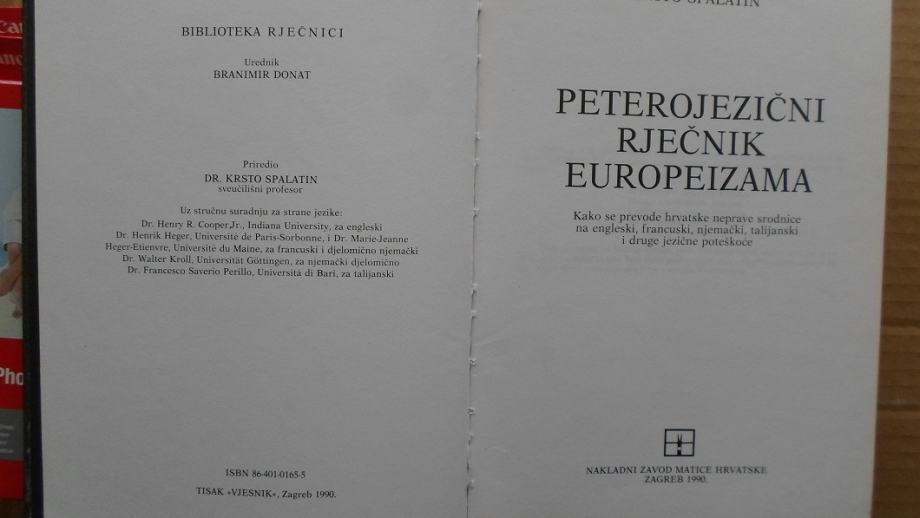 BIBLIOTEKA RJEČNICI
Urednik
BRANIMIR DONAT
Priredio
DR. KRSTO SPALATIN
sveučilišni profesor
Uz stručnu suradnju za strane jezike:
Dr. Henry R. Cooper,Jr., Indiana University, za engleski
Dr. Henrik Heger, Université de Paris-Sorbonne, i Dr. Marie-Jeanne
Heger-Etienvre, Université du Maine, za francuski i djelomično njemački
Dr. Walter Kroll, Universität Göttingen, za njemački djelomično
Dr. Francesco Saverio Perillo, Università di Bari, za talijanski
ISBN 86-401-0165-5
TISAK »VJESNIK«, Zagreb 1990.
SPALATIN
PETEROJEZIČNI
RJEČNIK
EUROPEIZAMA
Kako se prevode hrvatske neprave srodnice
na engleski, francuski, njemački, talijanski
i druge jezične poteškoće
NAKLADNI ZAVOD MATICE HRVATSKE
ZAGREB 1990.